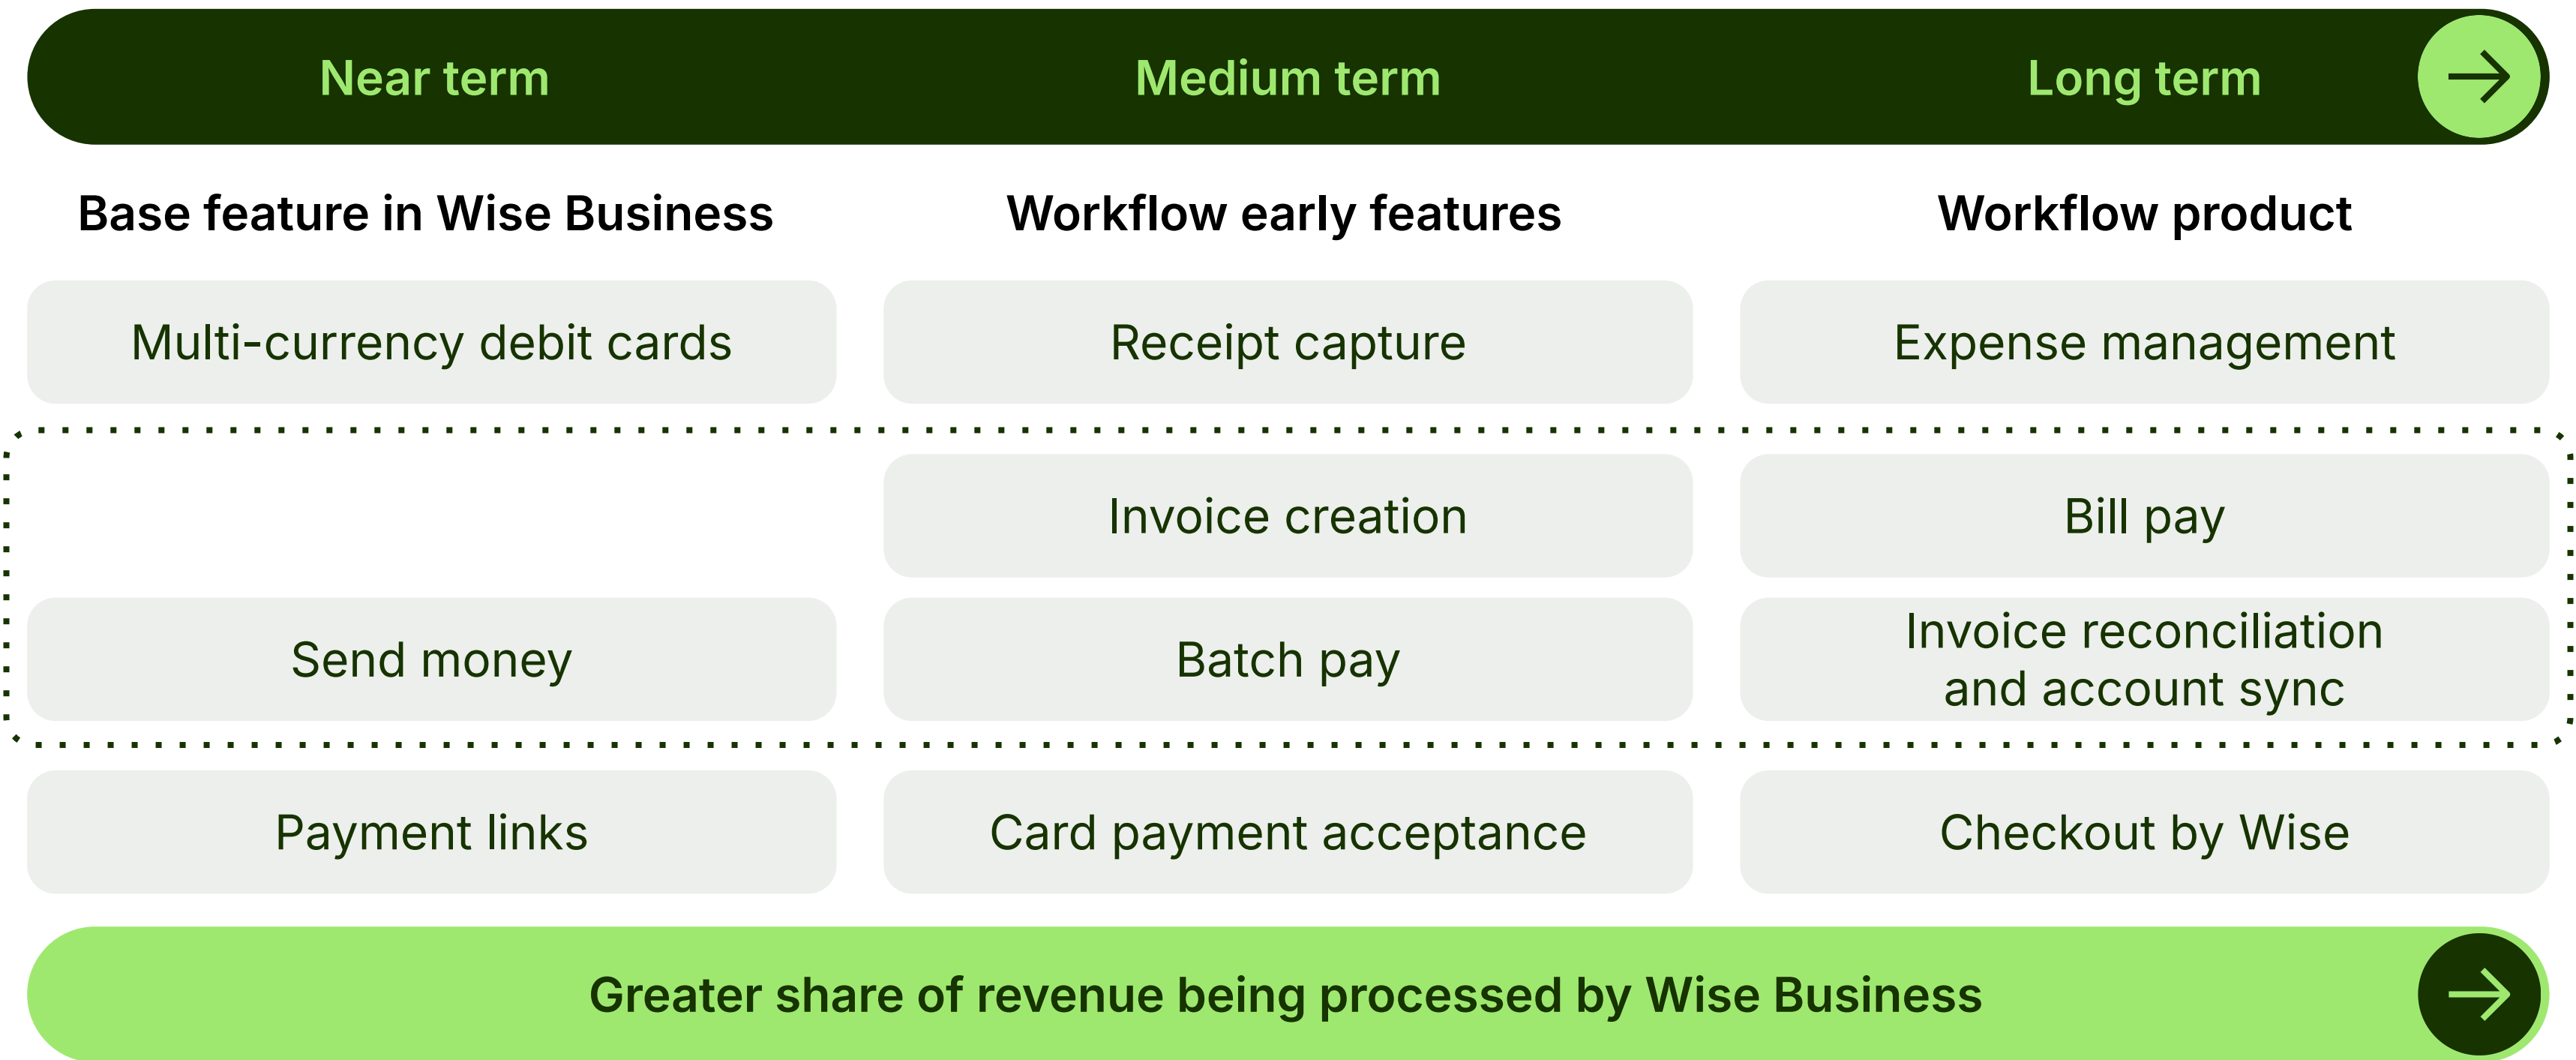 Near term
Medium term
Long term
Base feature in Wise Business
Workflow early features
Workflow product
Multi-currency debit cards
Receipt capture
Expense management
Invoice creation
Bill pay
Send money
Batch pay
Invoice reconciliation
and account sync
Payment links
Card payment acceptance
Checkout by Wise
Greater share of revenue being processed by Wise Business